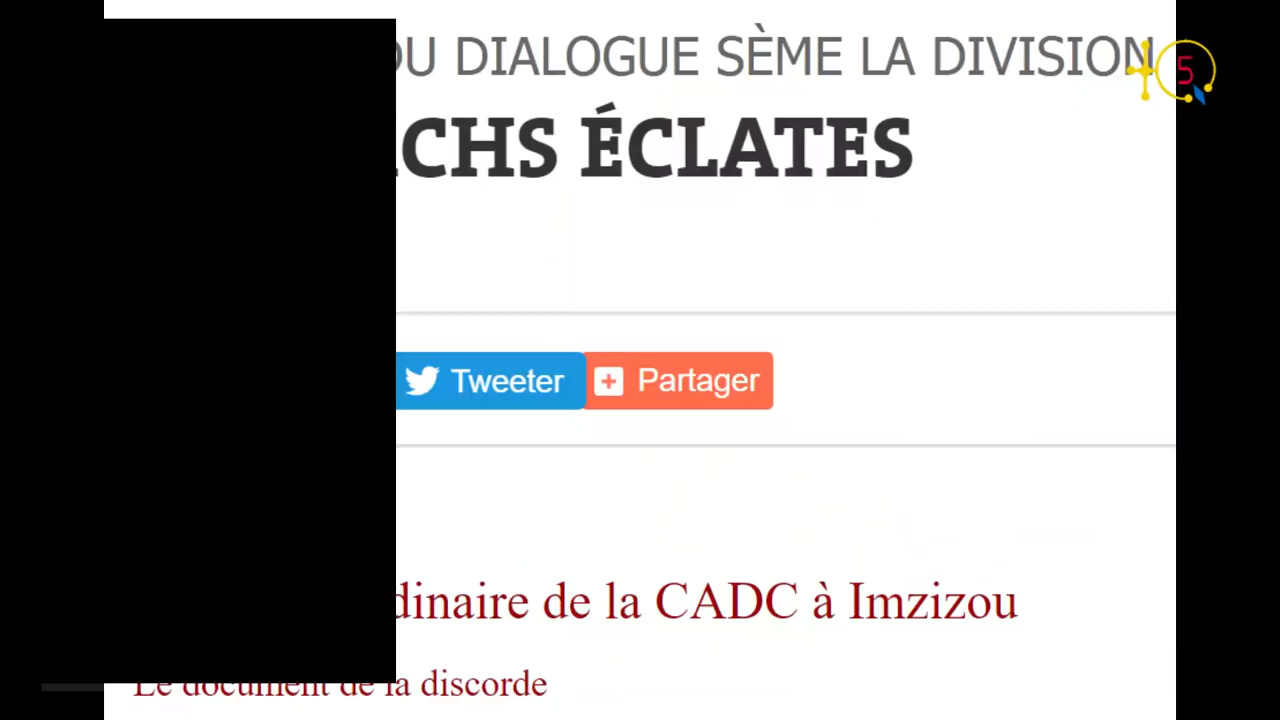 DU DIALOGUE SÈME LA DIVISION
5
CHS ÉCLATES
Tweeter
Partager
dinaire de la CADC à Imzizou
Le document de la discorde